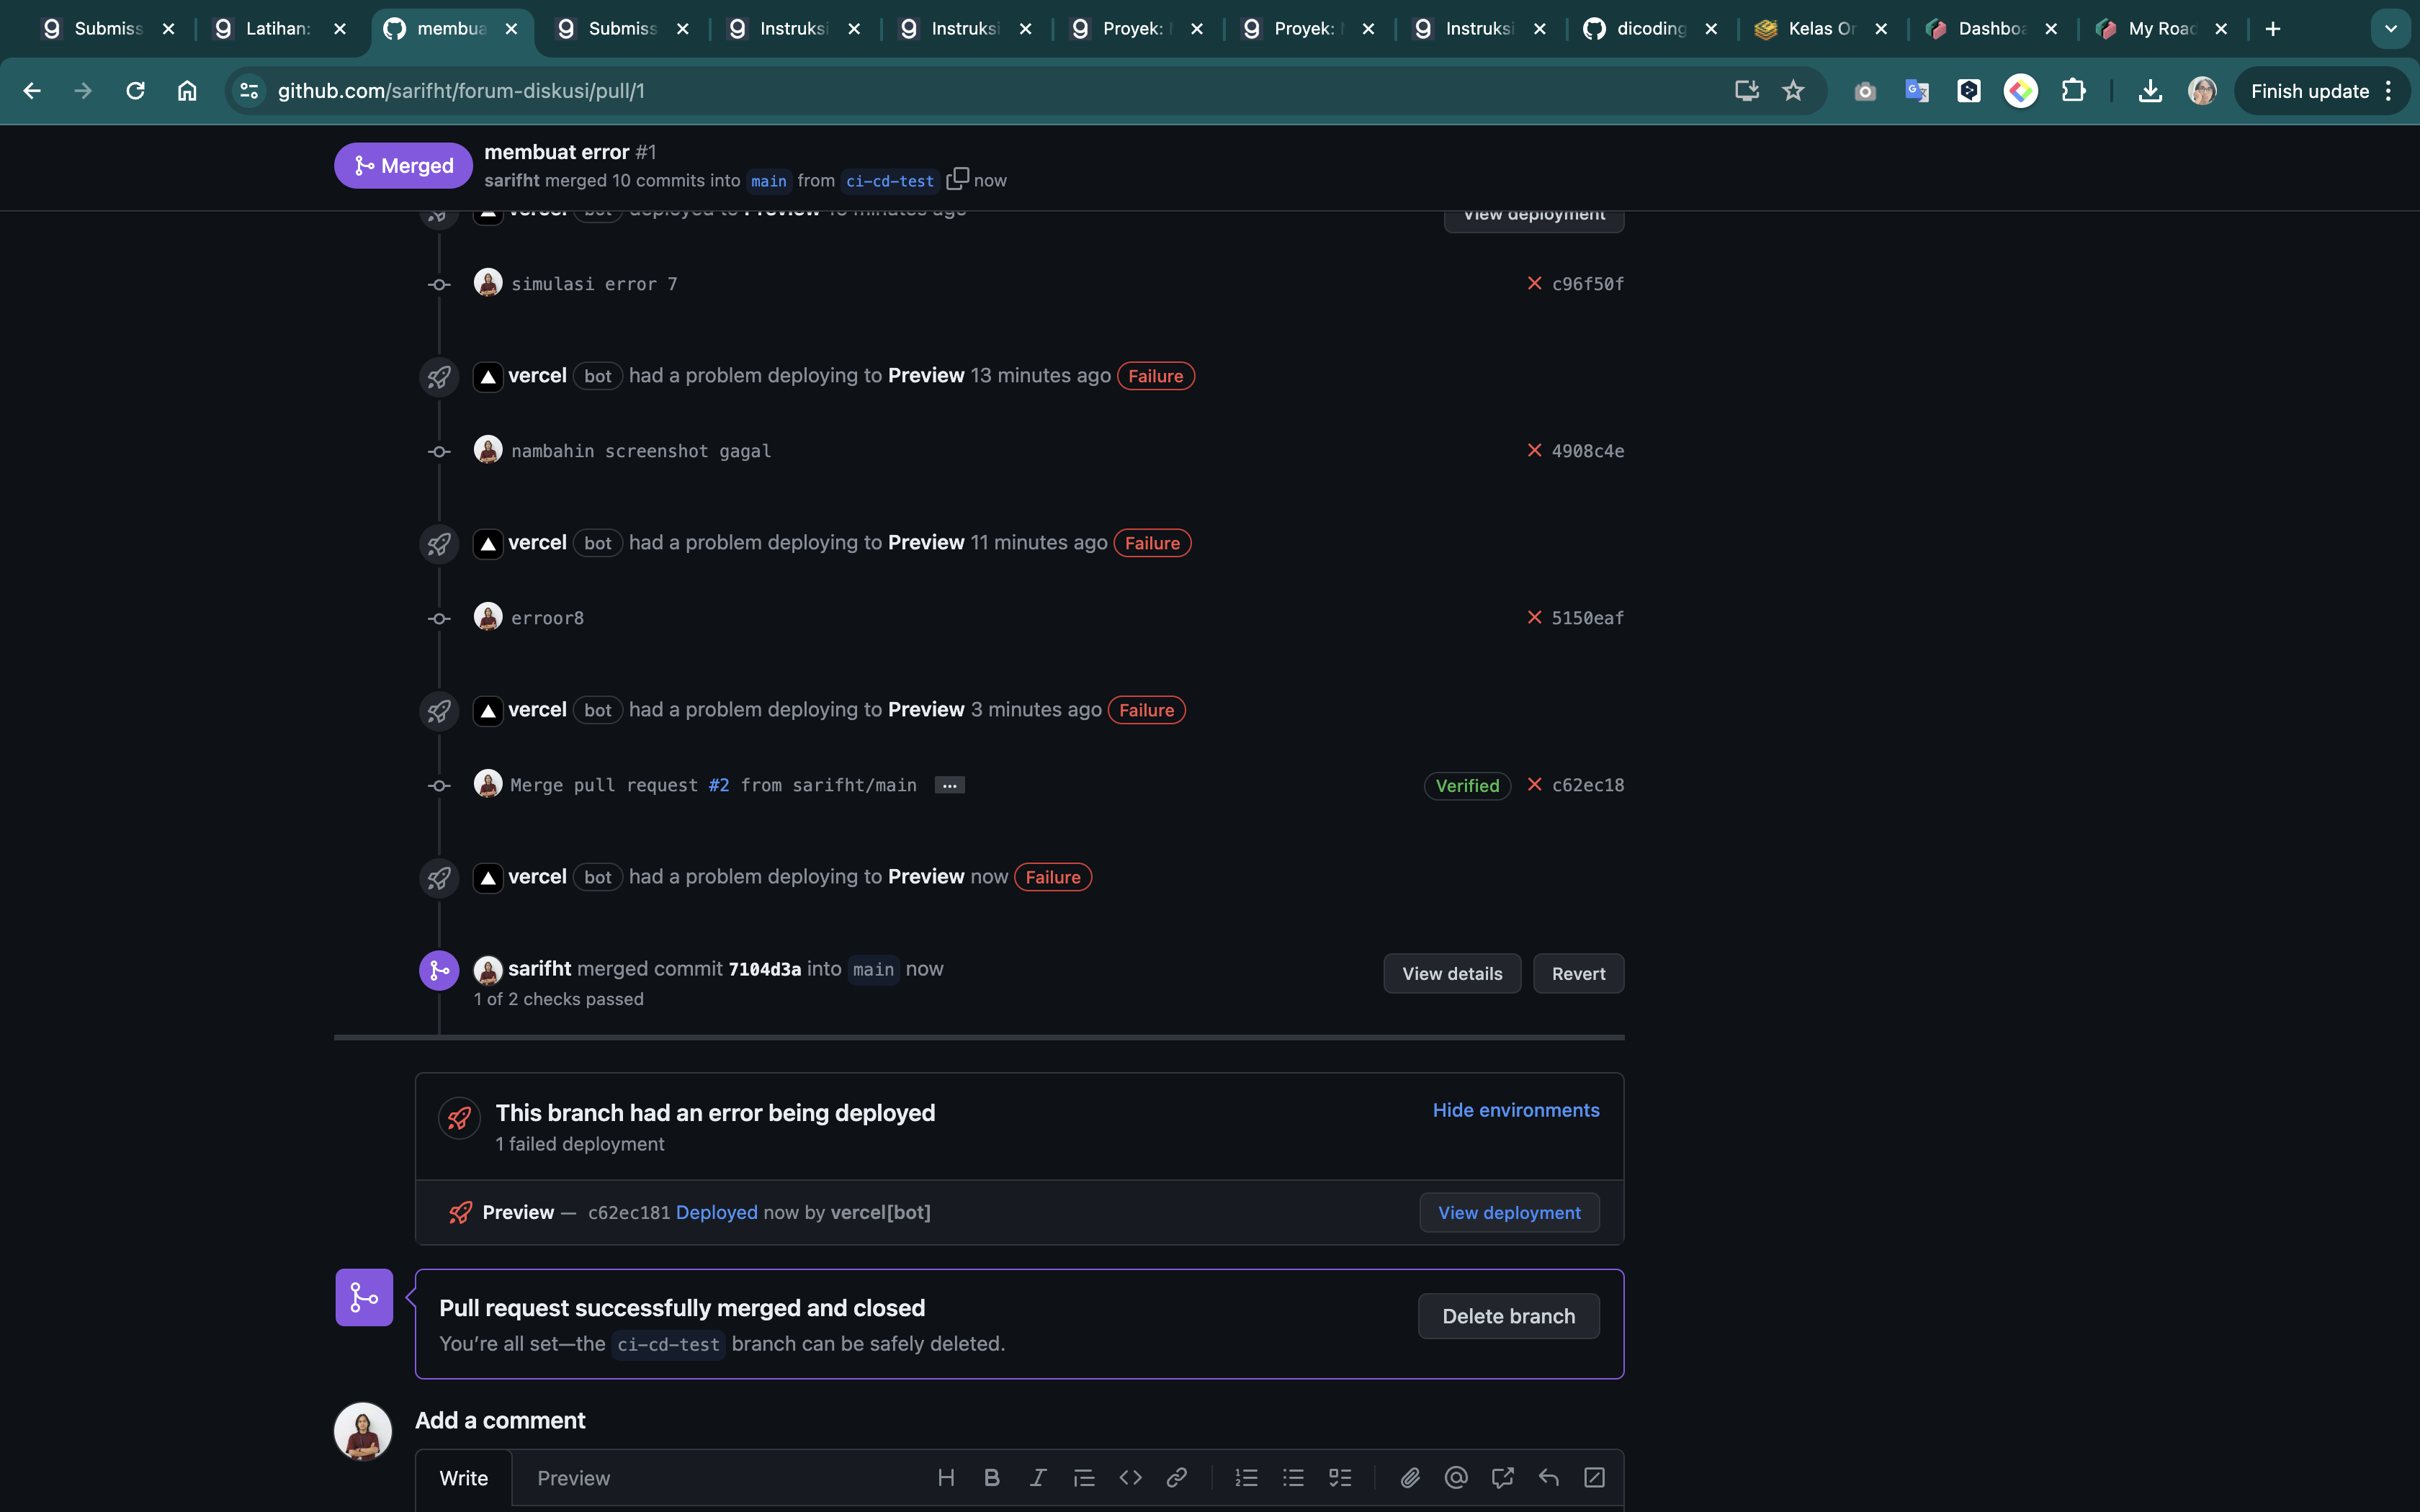 Submiss
Latihan:
membua
Submiss
Instruksi
Instruksi
Proyek:
Proyek:
Instruksi
dicoding
Kelas Or
Dashboa
My Road
github.com/sarifht/forum-diskusi/pull/1
Finish update
Merged
membuat error #1
sarifht merged 10 commits into main from ci-cd-test now
vercel bot deployed to Preview minutes ago
View deployment
simulasi error 7
c96f50f
vercel bot had a problem deploying to Preview 13 minutes ago Failure
nambahin screenshot gagal
4908c4e
vercel bot had a problem deploying to Preview 11 minutes ago Failure
erroor8
5150eaf
vercel bot had a problem deploying to Preview 3 minutes ago Failure
Merge pull request #2 from sarifht/main ...
Verified c62ec18
vercel bot had a problem deploying to Preview now Failure
sarifht merged commit 7104d3a into main now
View details Revert
1 of 2 checks passed
This branch had an error being deployed
Hide environments
1 failed deployment
Preview — c62ec181 Deployed now by vercel[bot]
View deployment
Pull request successfully merged and closed
Delete branch
You’re all set—the ci-cd-test branch can be safely deleted.
Add a comment
Write Preview